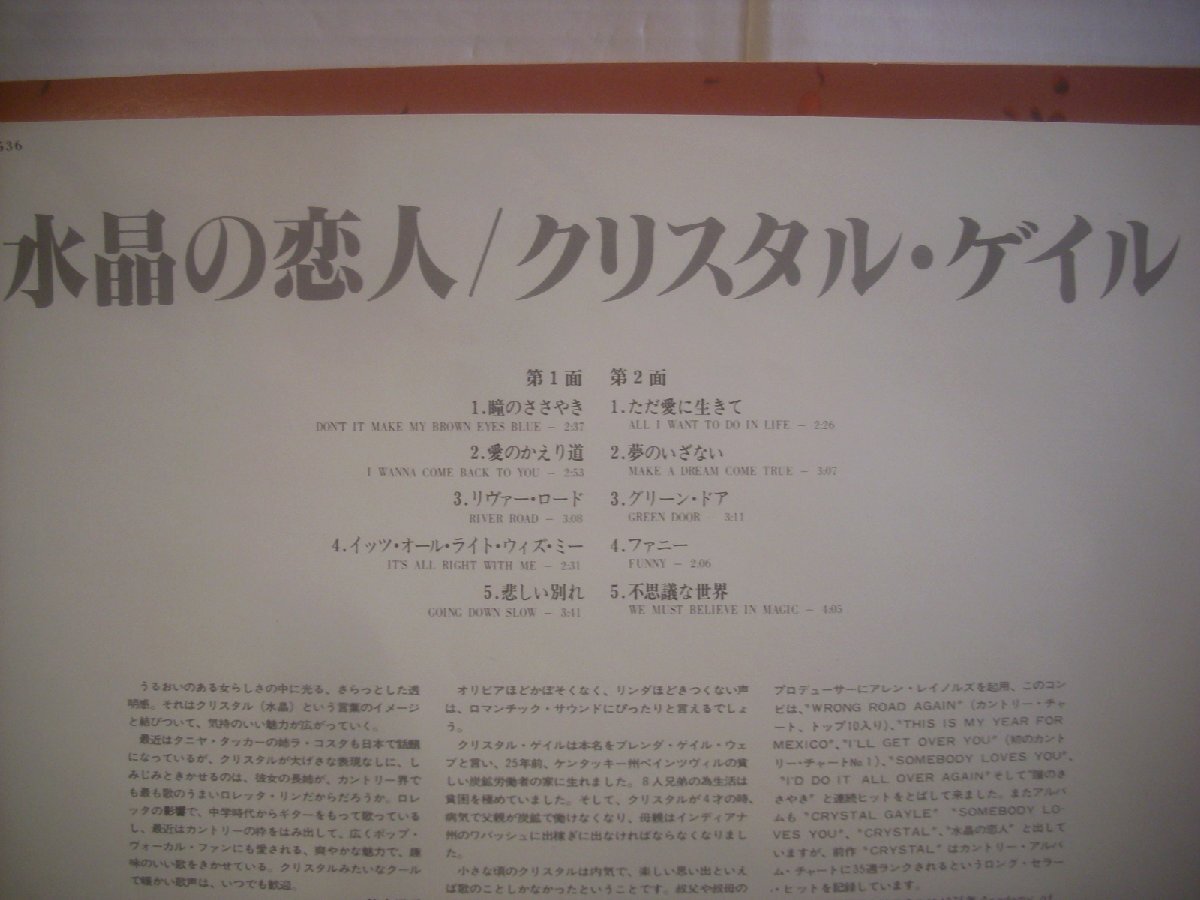 536
水晶の恋人/クリスタル・ゲイル
第1面
1.瞳のささやき
DON'T IT MAKE MY BROWN EYES BLUE — 2:37
2.愛のかえり道
I WANNA COME BACK TO YOU — 2:53
3.リヴァー・ロード
RIVER ROAD — 3:08
4.イッツ・オール・ライト・ウィズ・ミー
IT'S ALL RIGHT WITH ME — 2:31
5.悲しい別れ
GOING DOWN SLOW — 3:41
第2面
1.ただ愛に生きて
ALL I WANT TO DO IN LIFE — 2:26
2.夢のいざない
MAKE A DREAM COME TRUE — 3:07
3.グリーン・ドア
GREEN DOOR — 3:11
4.ファニー
FUNNY — 2:06
5.不思議な世界
WE MUST BELIEVE IN MAGIC — 4:05
うるおいのある女らしさの中に光る、さらっとした透
明感。それはクリスタル（水晶）という言葉のイメージ
と結びついて、気持のいい魅力が広がっていく。
最近はタニヤ・タッカーの姉ラ・コスタも日本で話題
になっているが、クリスタルが大げさな表現なしに、し
みじみときかせるのは、彼女の長姉が、カントリー界で
も最も歌のうまいロレッタ・リンだからだろうか。ロレ
ッタの影響で、中学時代からギターをもって歌っている
し、最近はカントリーの枠をはみ出して、広くポップ・
ヴォーカル・ファンにも愛される、爽やかな魅力で、趣
味のいい歌をきかせている。クリスタルみたいなクール
で暖かい歌声は、いつでも歓迎。
オリビアほどかぼそくなく、リンダほどきつくない声
は、ロマンチック・サウンドにぴったりと言えるでしょ
う。
クリスタル・ゲイルは本名をブレンダ・ゲイル・ウェ
ブと言い、25年前、ケンタッキー州ペインツヴィルの貧
しい炭鉱労働者の家に生れました。8人兄弟の為生活は
貧困を極めていました。そして、クリスタルが4才の時、
病気で父親が炭鉱で働けなくなり、母親はインディアナ
州のワバッシュに出稼ぎに出なければならなくなりまし
た。
小さな頃のクリスタルは内気で、楽しい思い出といえ
ば歌のことしかなかったということです。叔父や叔母の
プロデューサーにアレン・レイノルズを起用、このコン
ビは、"WRONG ROAD AGAIN"（カントリー・チャ
ート、トップ10入り）、"THIS IS MY YEAR FOR
MEXICO"、"I'LL GET OVER YOU"（初のカント
リー・チャートNo.1）、"SOMEBODY LOVES YOU"、
"I'D DO IT ALL OVER AGAIN"そして"瞳のさ
さやき"と連続ヒットをとばして来ました。またアルバ
ムも"CRYSTAL GAYLE" "SOMEBODY LO-
VES YOU"、"CRYSTAL"、"水晶の恋人"と出して
いますが、前作"CRYSTAL"はカントリー・アルバ
ム・チャートに35週ランクされるというロング・セラー
・ヒットを記録しています。